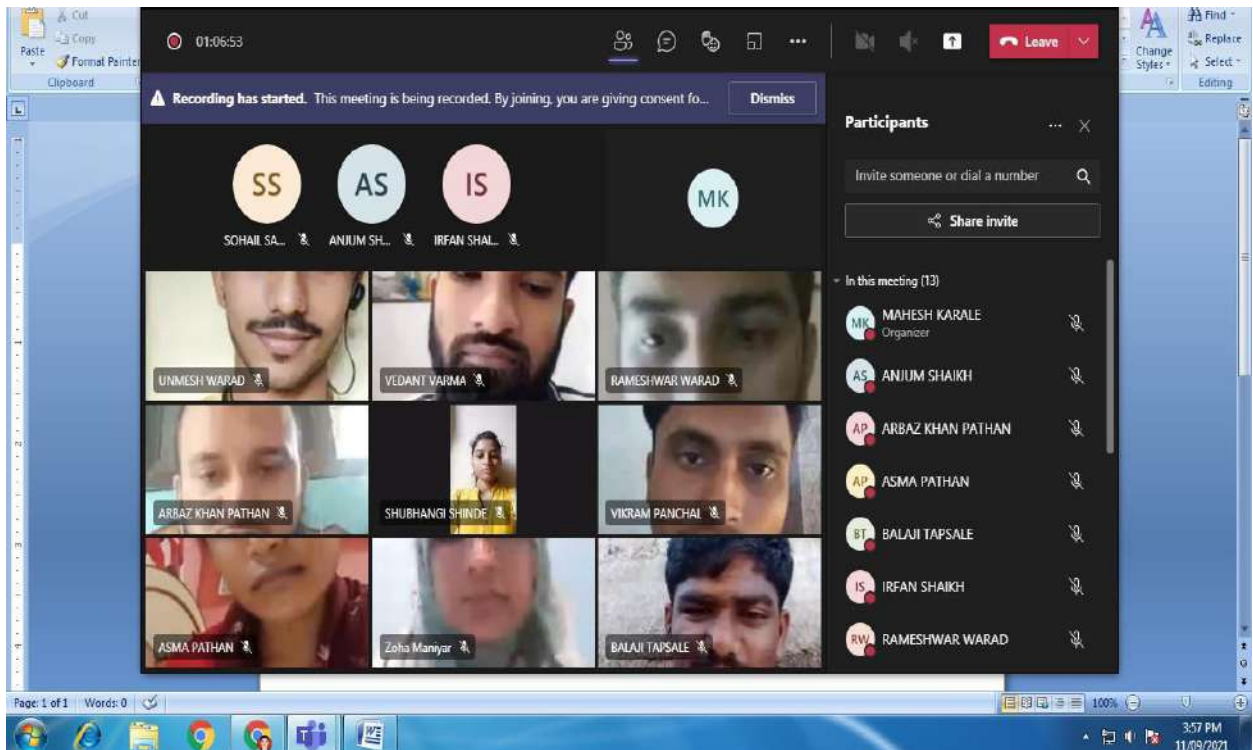 Cut
Copy
Paste
Format Painter
Clipboard
01:06:53
Leave
Find
Replace
Change
Styles
Select
Editing
Recording has started. This meeting is being recorded. By joining, you are giving consent fo...
Dismiss
Participants
Invite someone or dial a number
Share invite
SS
AS
IS
MK
SOHAIL SA...
ANJUM SH...
IRFAN SHAI...
In this meeting (13)
MK MAHESH KARALE
Organizer
AS ANJUM SHAIKH
AP ARBAZ KHAN PATHAN
AP ASMA PATHAN
BT BALAJI TAPSALE
IS IRFAN SHAIKH
RW RAMESHWAR WARAD
UNMESH WARAD
VEDANT VARMA
RAMESHWAR WARAD
ARBAZ KHAN PATHAN
SHUBHANGI SHINDE
VIKRAM PANCHAL
ASMA PATHAN
Zoha Maniyar
BALAJI TAPSALE
Page: 1 of 1 Words: 0
100%
3:57 PM
11/09/2021